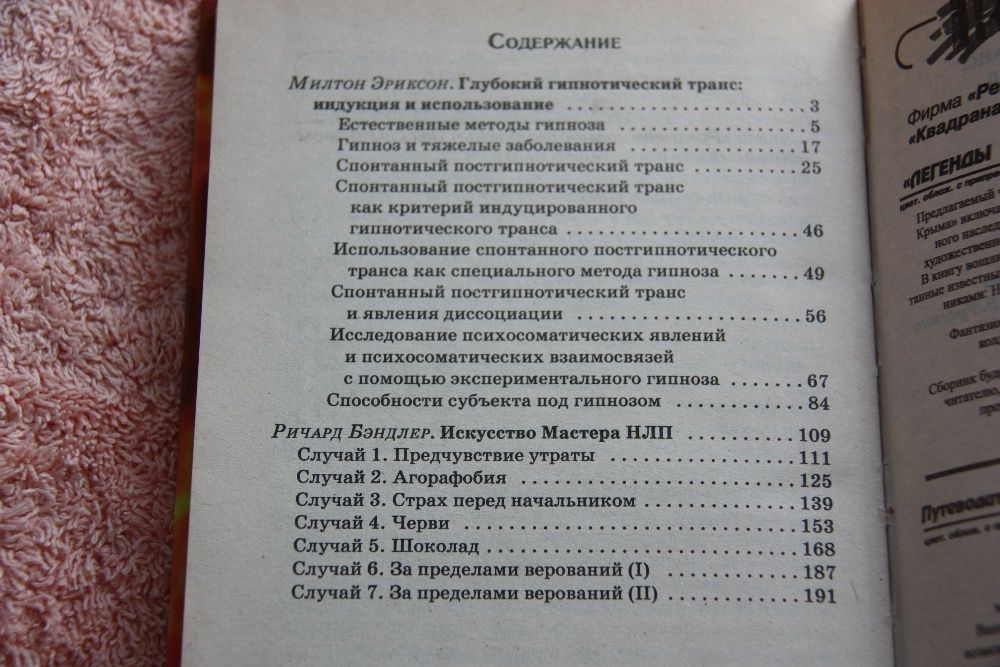 Содержание
Милтон Эриксон. Глубокий гипнотический транс:
индукция и использование ..................... 3
Естественные методы гипноза .................. 5
Гипноз и тяжелые заболевания ................ 17
Спонтанный постгипнотический транс ........... 25
Спонтанный постгипнотический транс
как критерий индуцированного
гипнотического транса ....................... 46
Использование спонтанного постгипнотического
транса как специального метода гипноза ....... 49
Спонтанный постгипнотический транс
и явления диссоциации ....................... 56
Исследование психосоматических явлений
и психосоматических взаимосвязей
с помощью экспериментального гипноза ....... 67
Способности субъекта под гипнозом ........... 84
Ричард Бэндлер. Искусство Мастера НЛП .......... 109
Случай 1. Предчувствие утраты ................. 111
Случай 2. Агорафобия ......................... 125
Случай 3. Страх перед начальником ............. 139
Случай 4. Черви .............................. 153
Случай 5. Шоколад ............................ 168
Случай 6. За пределами верований (I) ........... 187
Случай 7. За пределами верований (II) .......... 191
Фирма
«ЛЕГЕНДЫ
Предлагаемый
Крыма»
В книгу вошли
танные
никами: Н
Сборник
читателю,